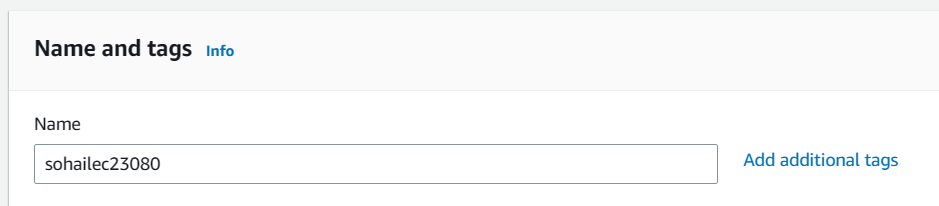 Name and tags Info
Name
sohailec23080
Add additional tags